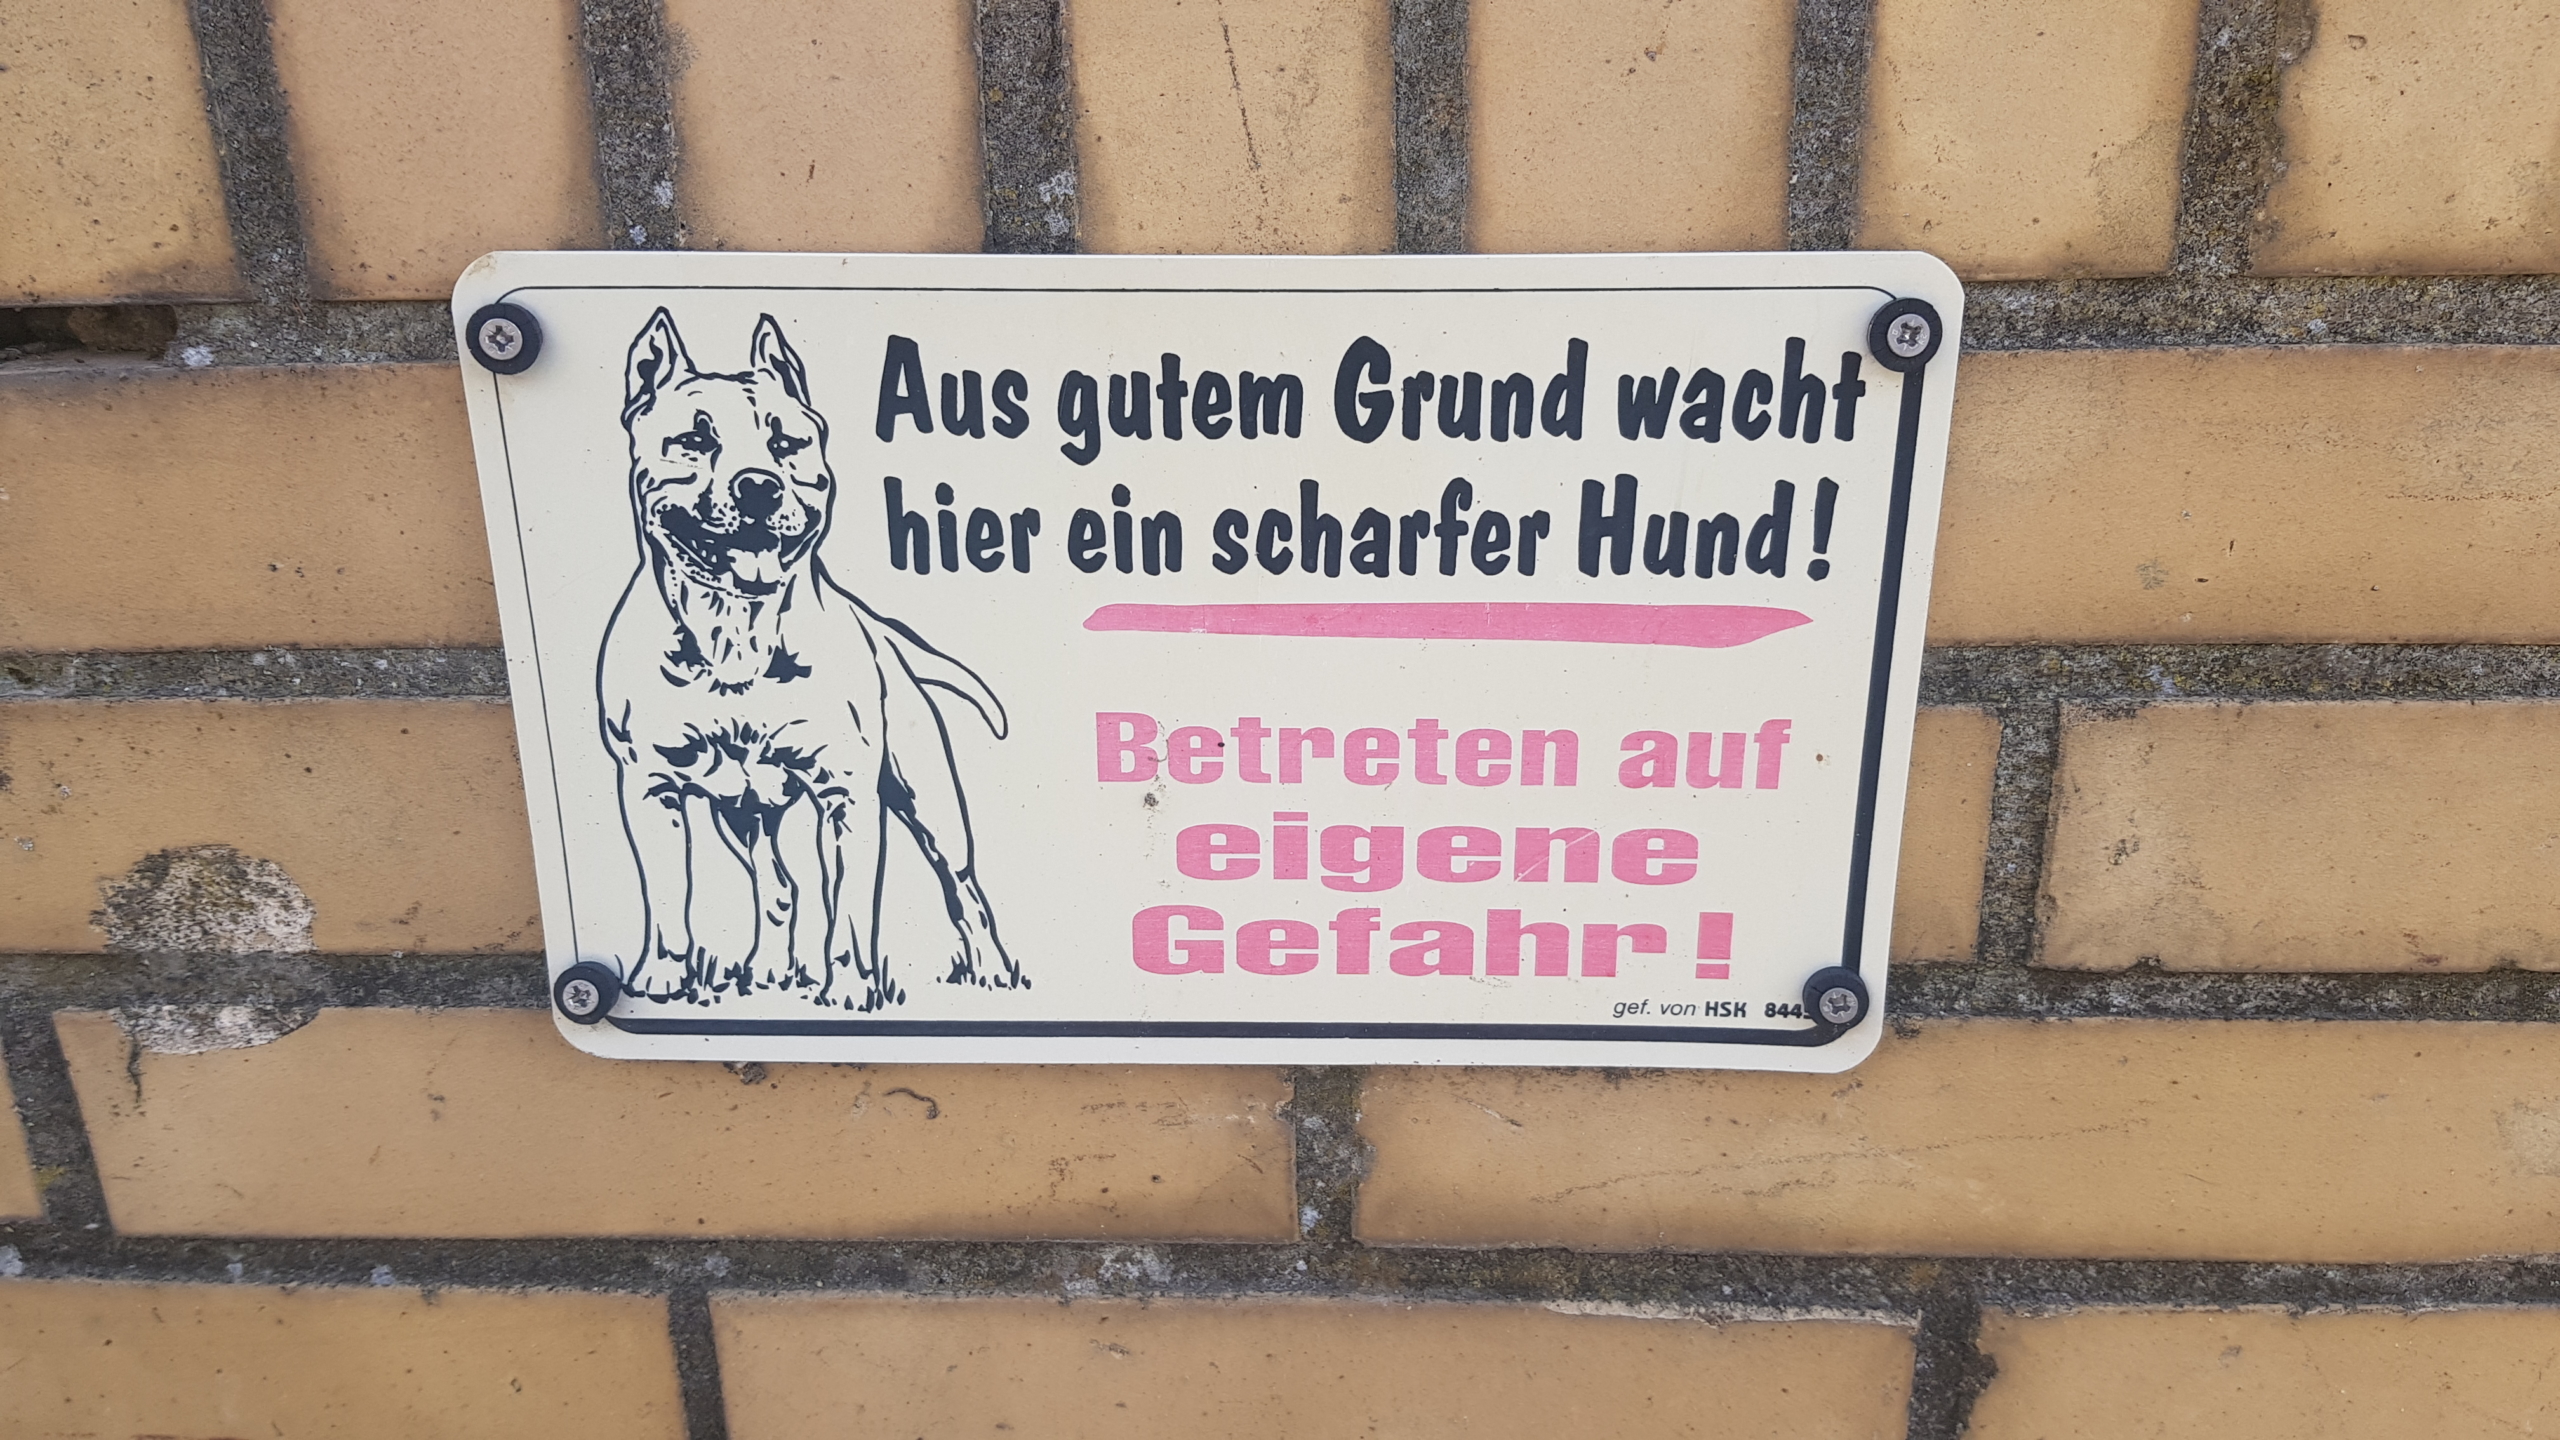 Aus gutem Grund wacht
hier ein scharfer Hund!
Betreten auf
eigene
Gefahr!
gef. von HSK